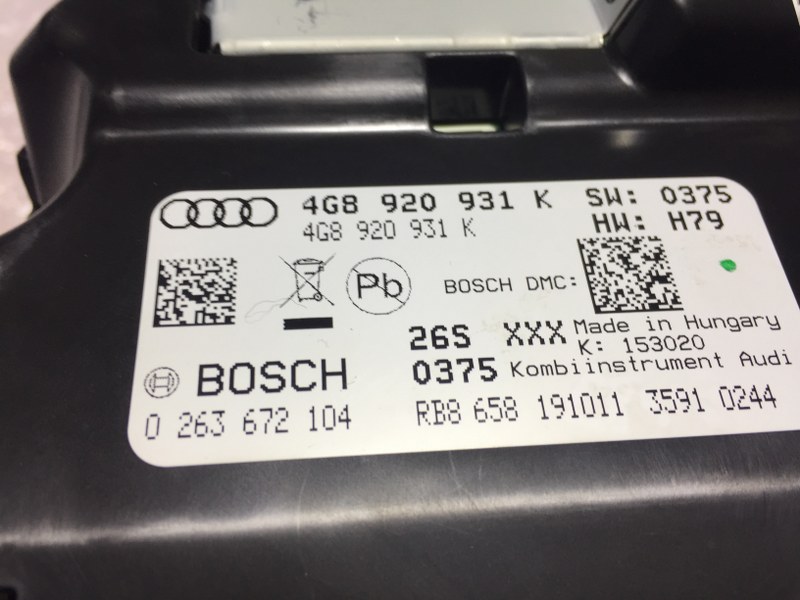 4G8 920 931 K SW: 0375
4G8 920 931 K HW: H79
Pb BOSCH DMC:
26S XXX Made in Hungary
K: 153020
0375 Kombiinstrument Audi
BOSCH
0 263 672 104 RB8 658 191011 3591 0244